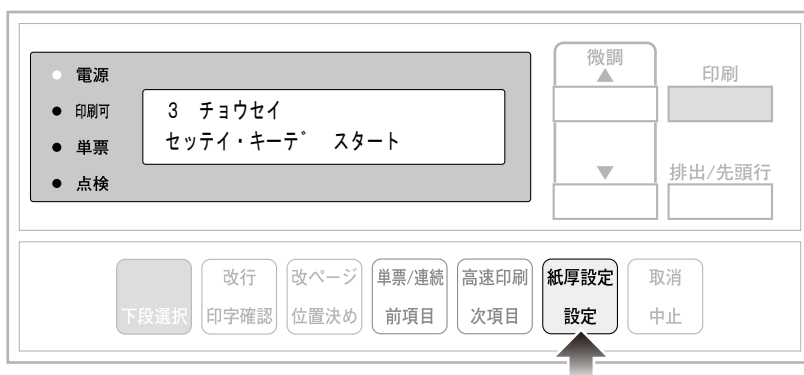 電源
印刷可
単票
点検
3 チョウセイ
セッテイ・キーデ スタート
微調
▲
▼
印刷
排出/先頭行
下段選択
改行
印字確認
改ページ
位置決め
単票/連続
前項目
高速印刷
次項目
紙厚設定
設定
取消
中止